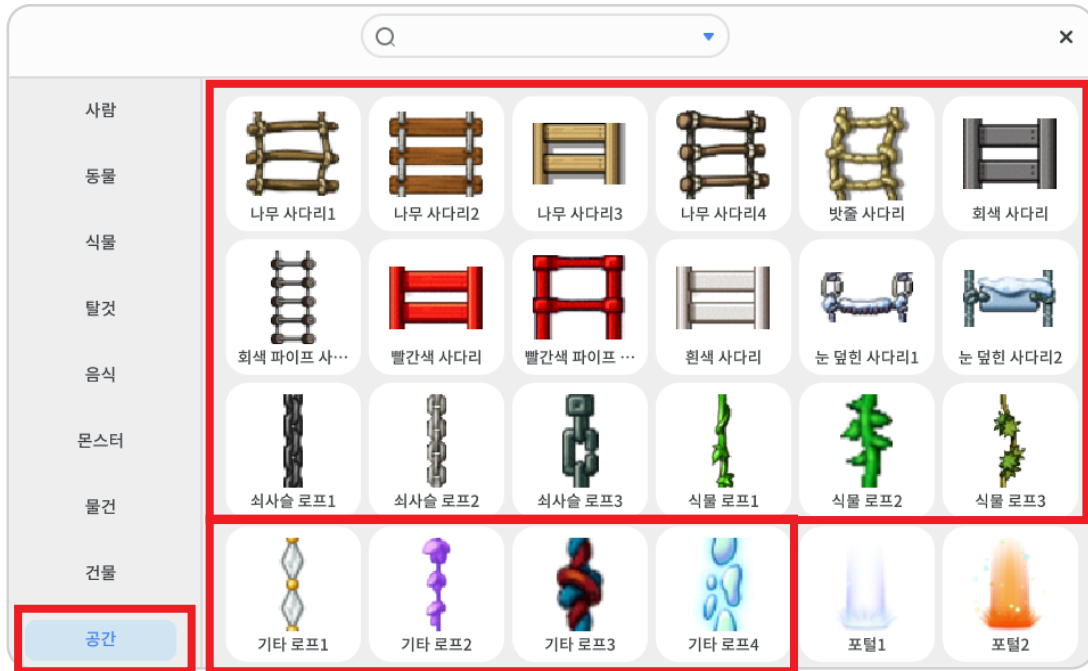 사람
동물
식물
탈것
음식
몬스터
물건
건물
공간
나무 사다리1
나무 사다리2
나무 사다리3
나무 사다리4
밧줄 사다리
회색 사다리
회색 파이프 사…
빨간색 사다리
빨간색 파이프 …
흰색 사다리
눈 덮힌 사다리1
눈 덮힌 사다리2
쇠사슬 로프1
쇠사슬 로프2
쇠사슬 로프3
식물 로프1
식물 로프2
식물 로프3
기타 로프1
기타 로프2
기타 로프3
기타 로프4
포털1
포털2